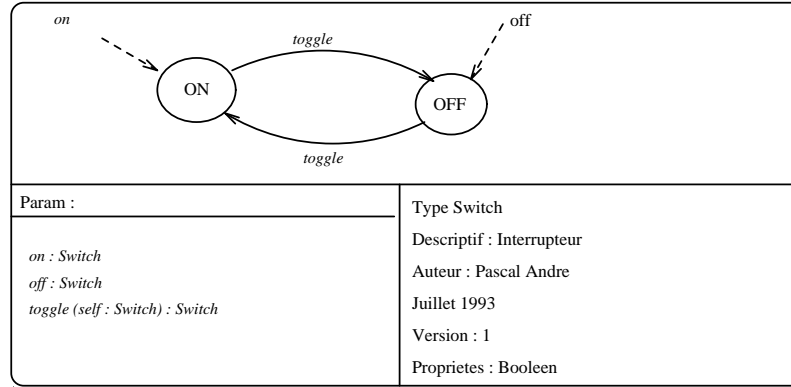 on
off
toggle
ON
OFF
toggle
Param :
on : Switch
off : Switch
toggle (self : Switch) : Switch
Type Switch
Descriptif : Interrupteur
Auteur : Pascal Andre
Juillet 1993
Version : 1
Proprietes : Booleen